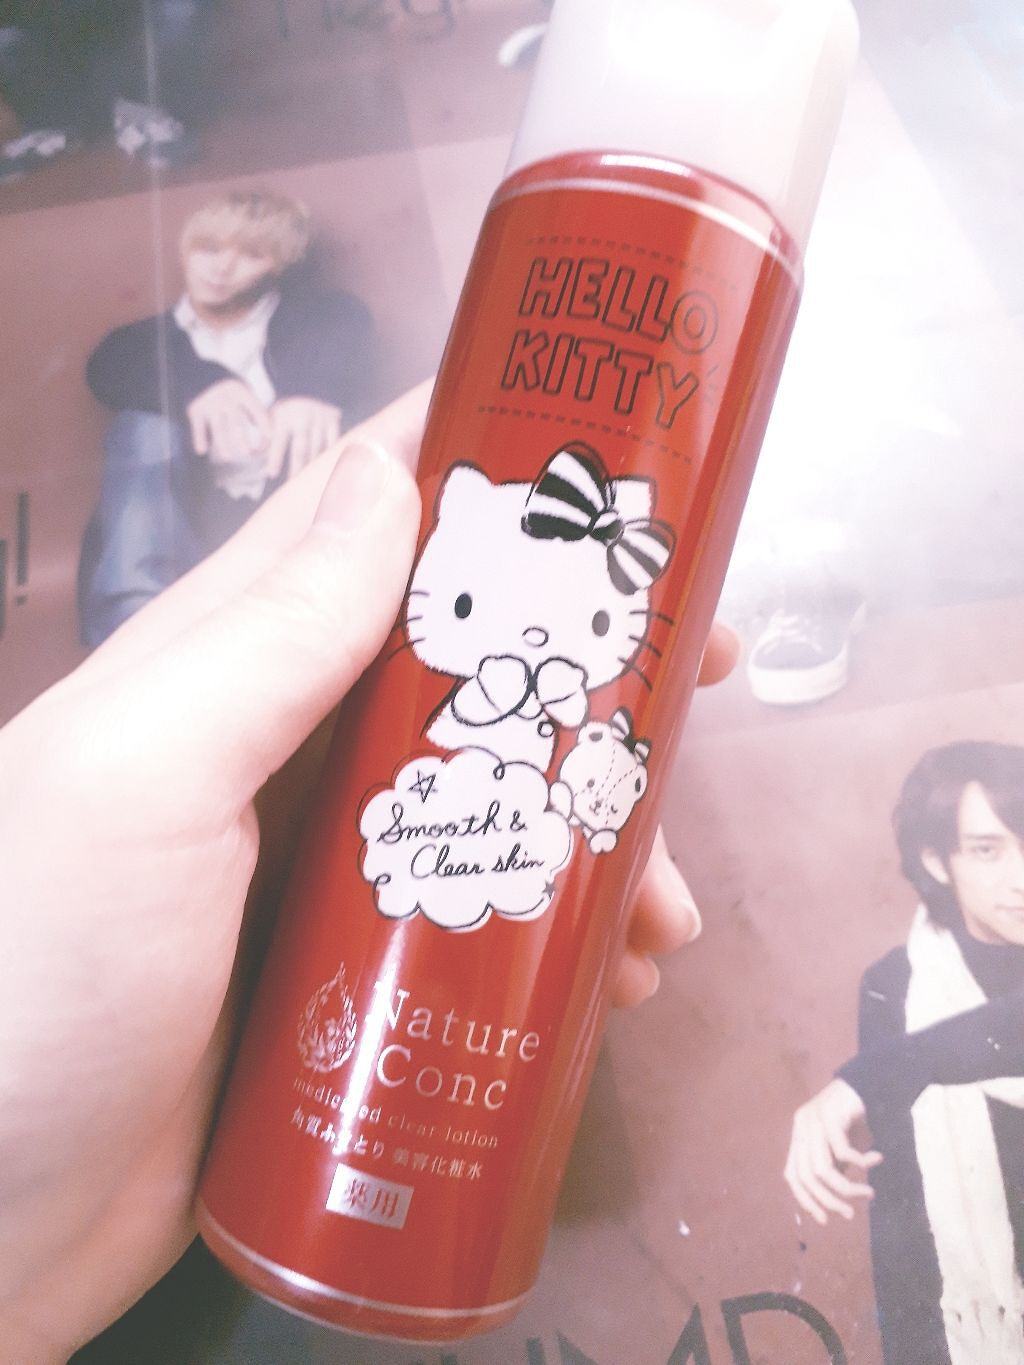 HELLO
KITTY
Smooth &
Clear skin
Nature
Conc
medicated clear lotion
角質ふきとり 美容化粧水
薬用